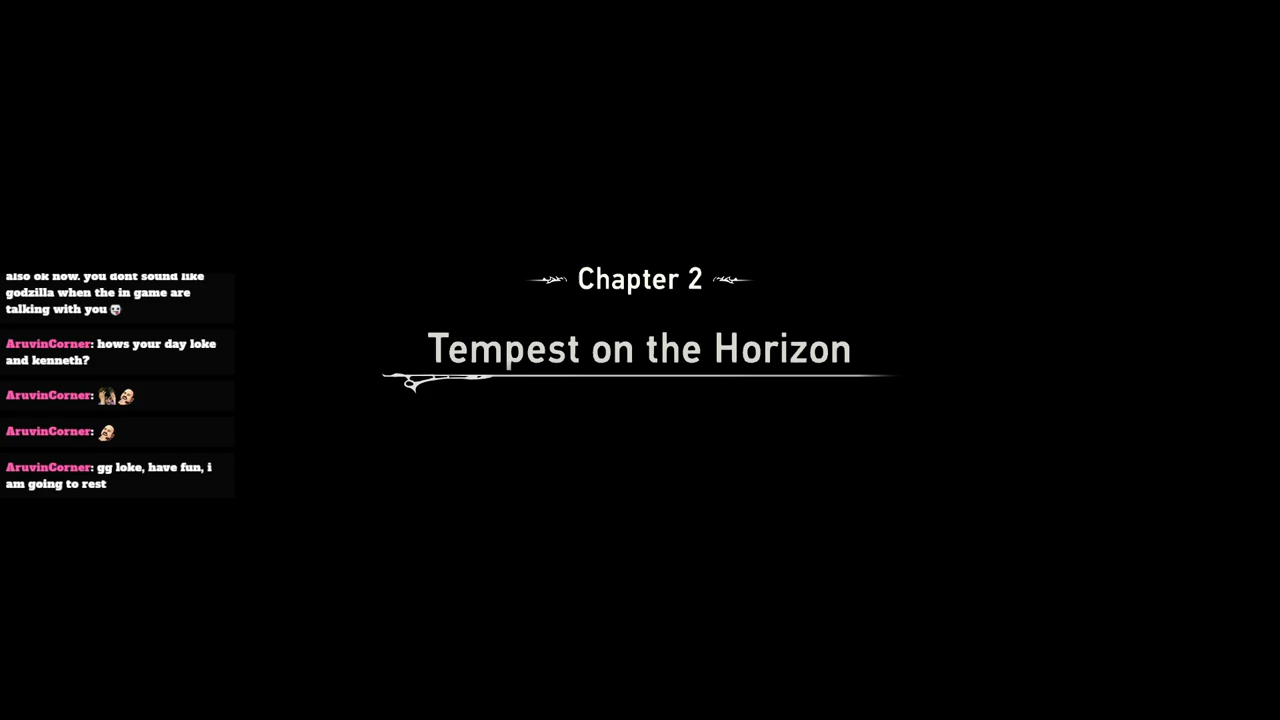 also ok now. you dont sound like
godzilla when the in game are
talking with you
AruvinCorner: hows your day loke
and kenneth?
AruvinCorner:
AruvinCorner:
AruvinCorner: gg loke, have fun, i
am going to rest
Chapter 2
Tempest on the Horizon